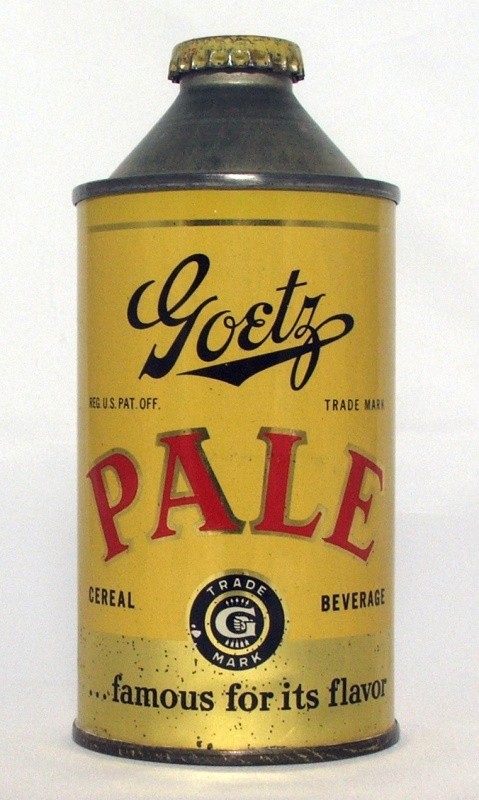 Goetz
REG. U.S. PAT. OFF. TRADE MARK
PALE
CEREAL BEVERAGE
TRADE
G
MARK
...famous for its flavor